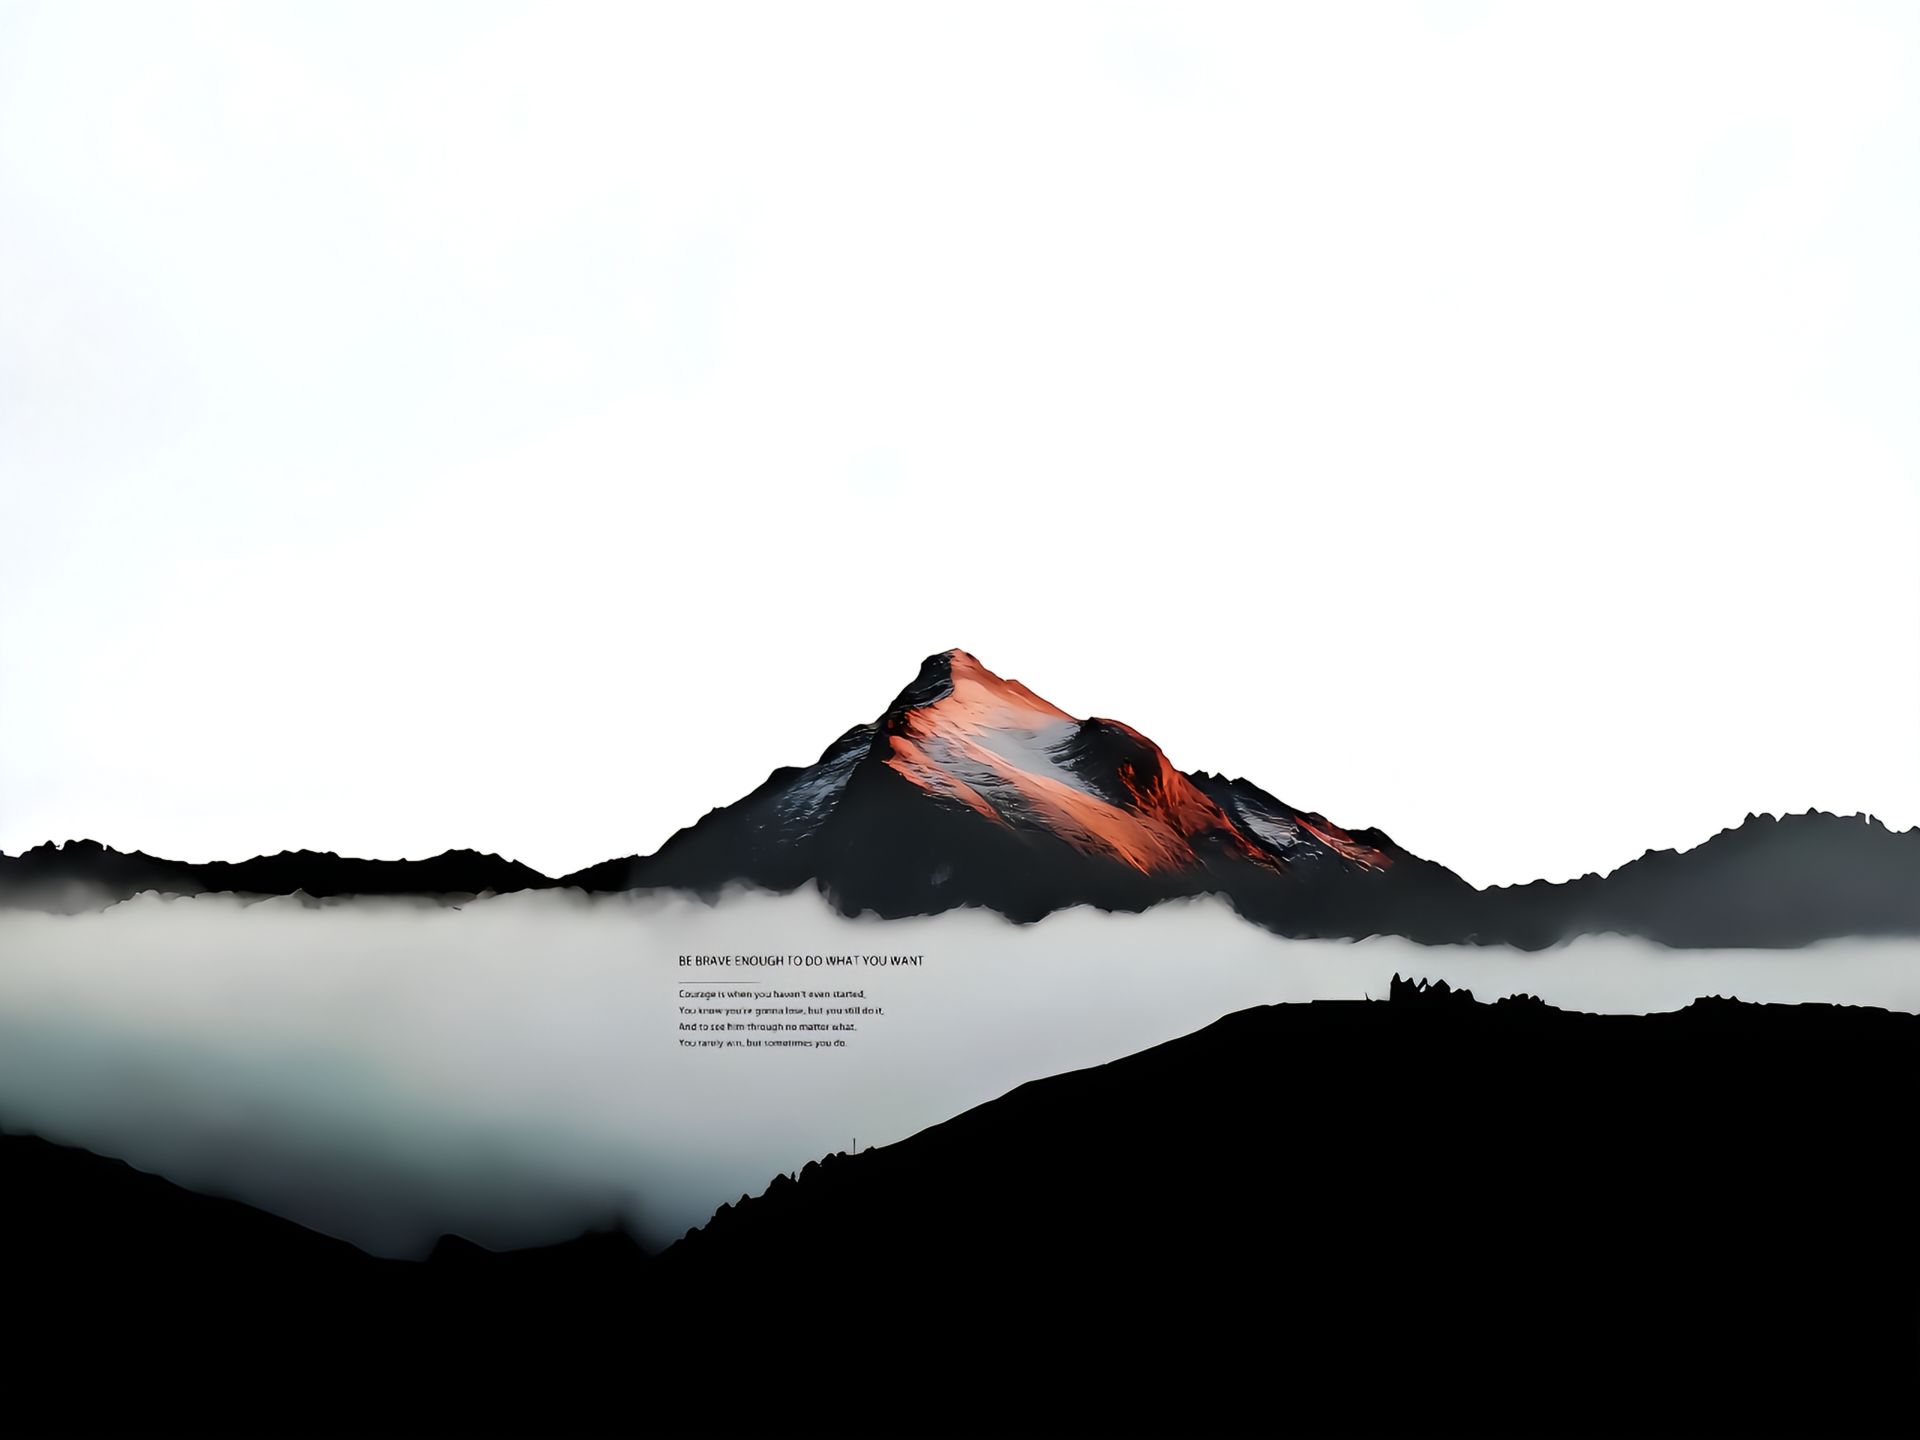 BE BRAVE ENOUGH TO DO WHAT YOU WANT
Courage is when you haven't even started,
You know you're gonna lose, but you still do it,
And to see him through no matter what,
You rarely win, but sometimes you do.